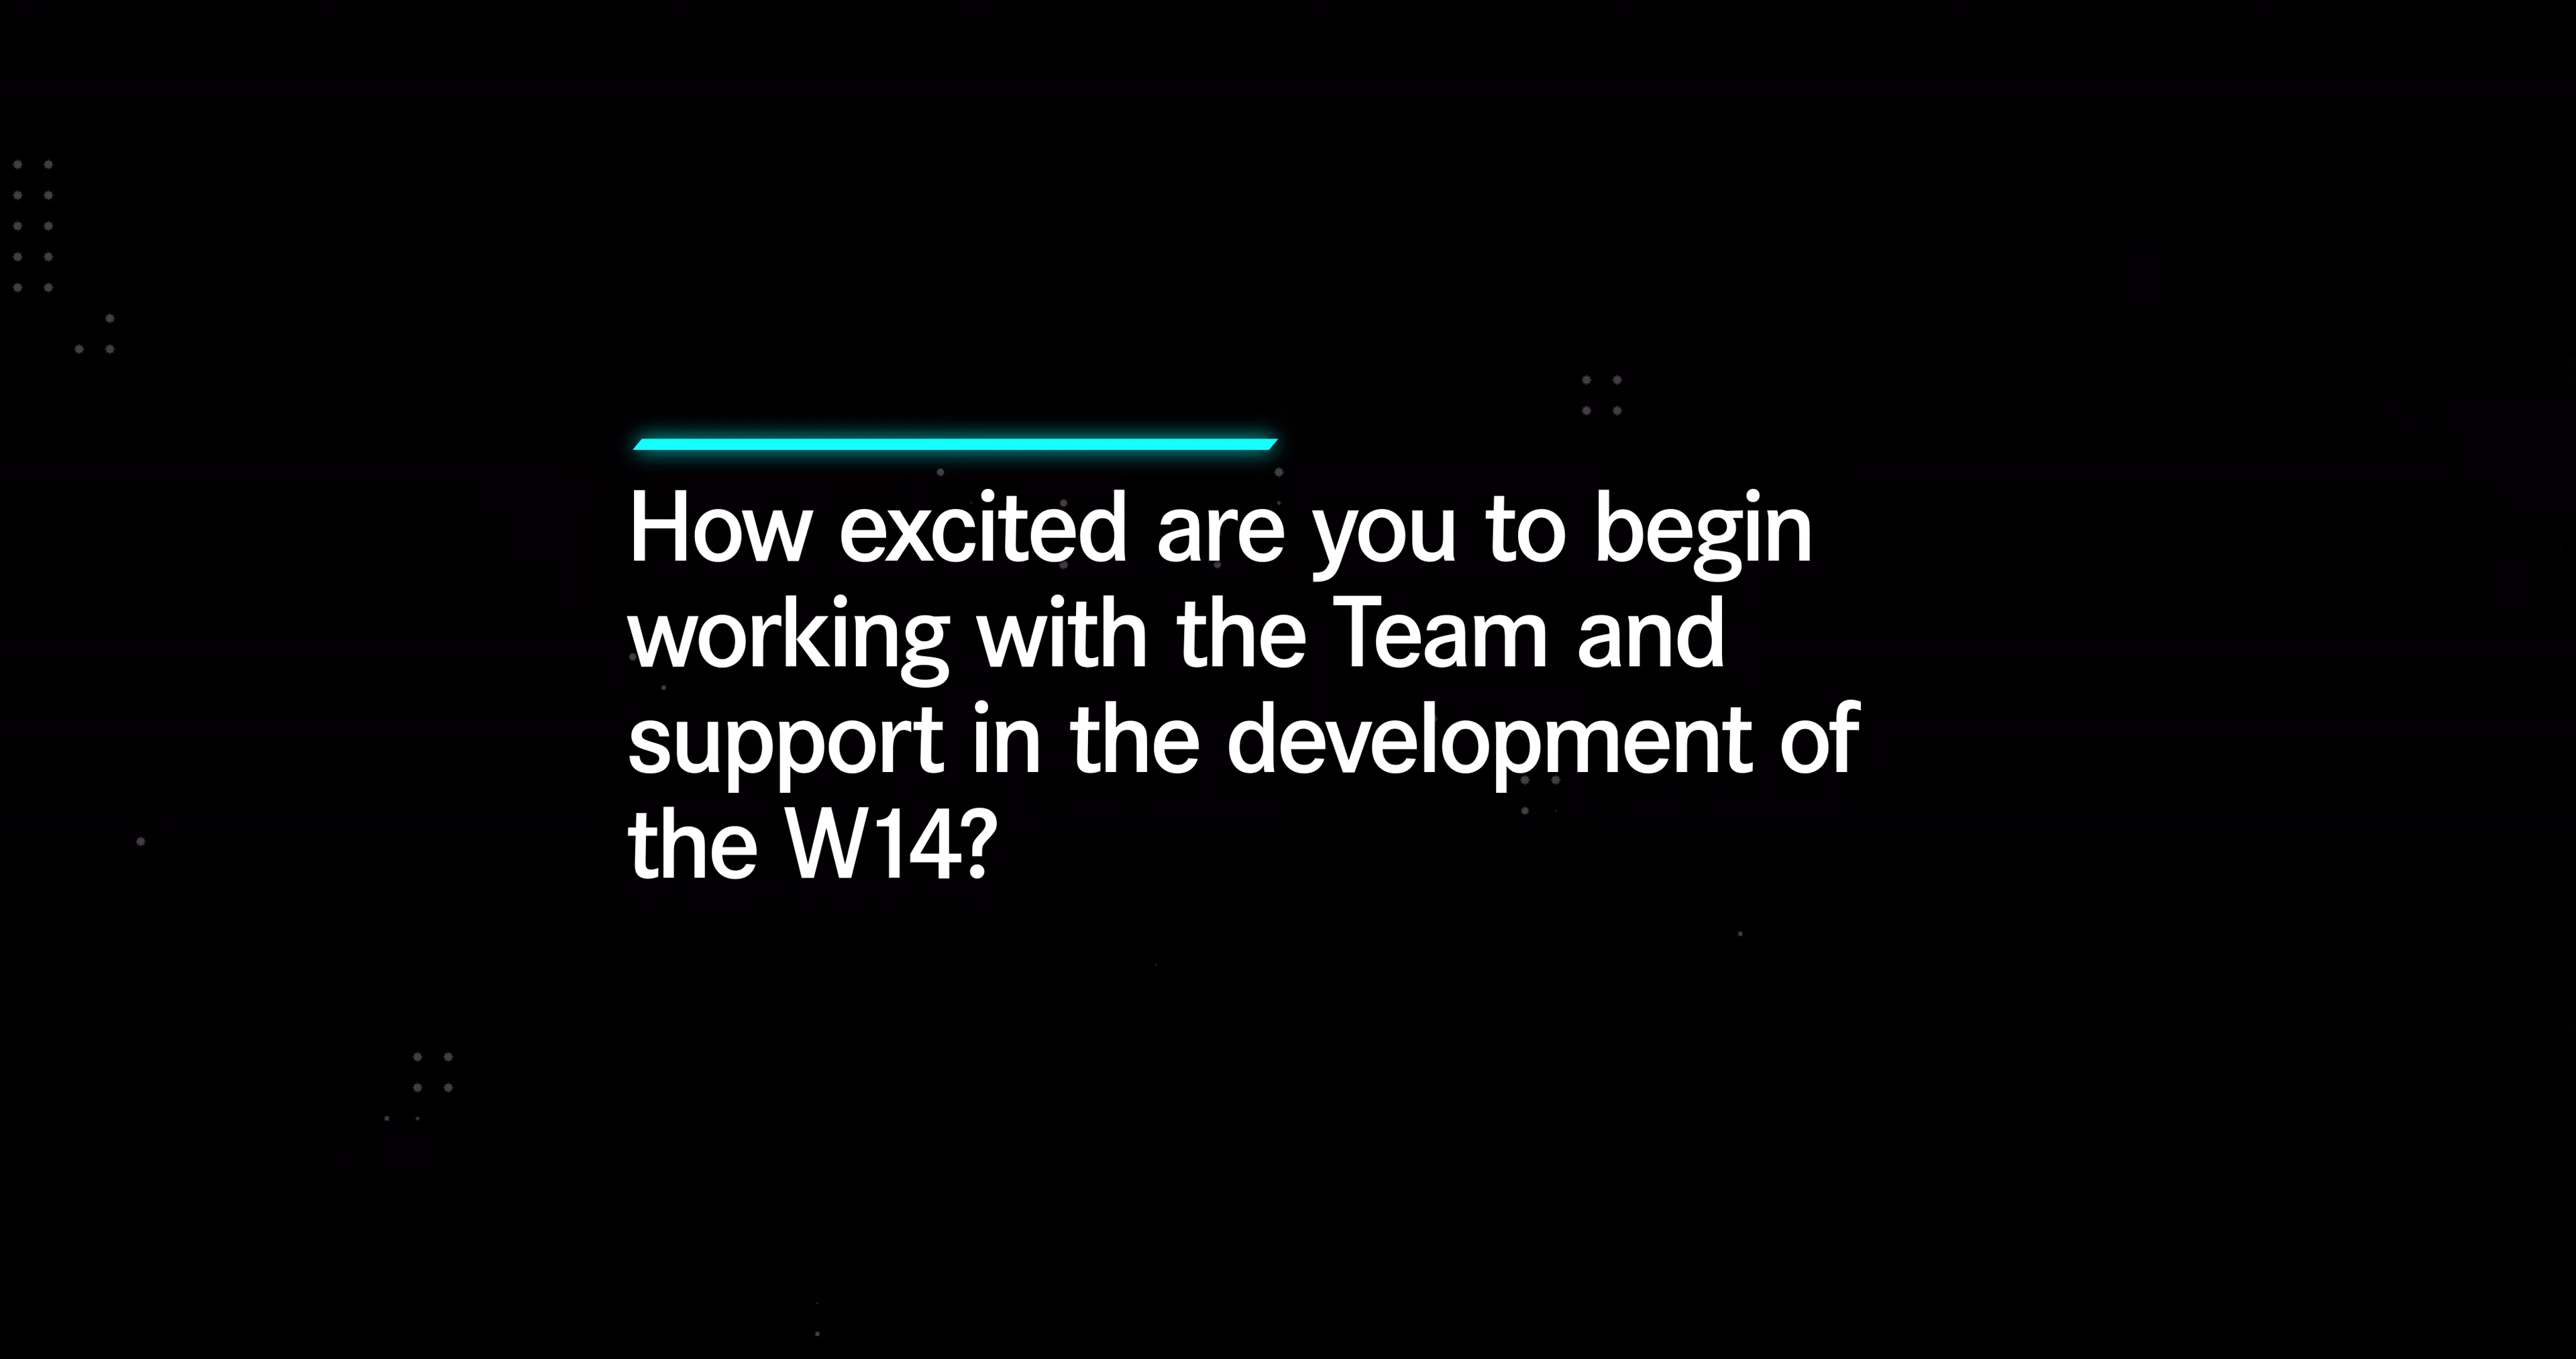 How excited are you to begin
working with the Team and
support in the development of
the W14?